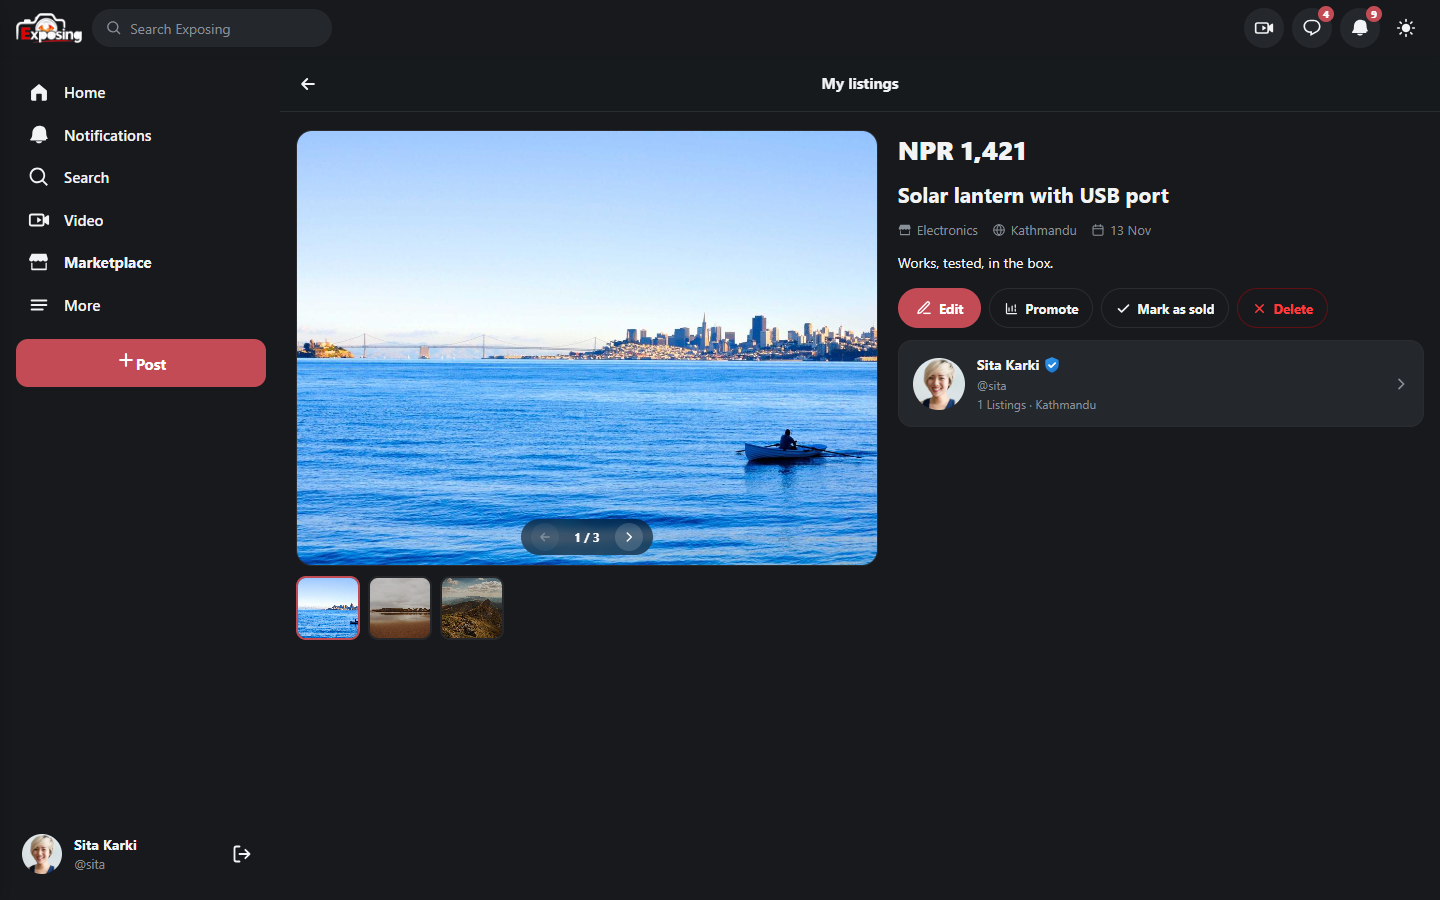 Exposing
Search Exposing
4
9
Home
Notifications
Search
Video
Marketplace
More
Post
Sita Karki
@sita
My listings
1 / 3
NPR 1,421
Solar lantern with USB port
Electronics Kathmandu 13 Nov
Works, tested, in the box.
Edit Promote Mark as sold Delete
Sita Karki
@sita
1 Listings · Kathmandu